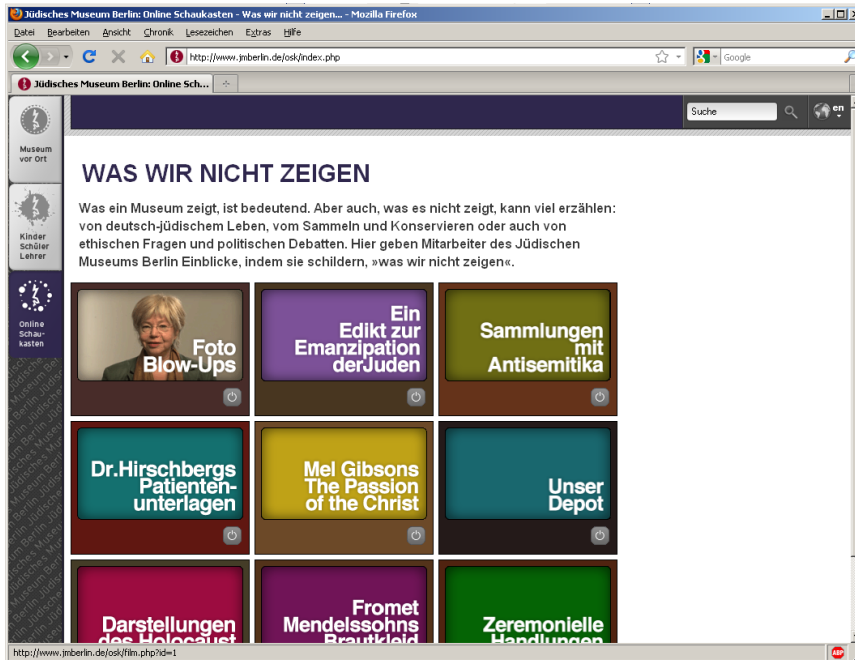 Jüdisches Museum Berlin: Online Schaukasten - Was wir nicht zeigen... - Mozilla Firefox
Datei Bearbeiten Ansicht Chronik Lesezeichen Extras Hilfe
http://www.jmberlin.de/osk/index.php
Google
Jüdisches Museum Berlin: Online Sch...
Suche
en
Museum
vor Ort
Kinder
Schüler
Lehrer
Online
Schau-
kasten
WAS WIR NICHT ZEIGEN
Was ein Museum zeigt, ist bedeutend. Aber auch, was es nicht zeigt, kann viel erzählen:
von deutsch-jüdischem Leben, vom Sammeln und Konservieren oder auch von
ethischen Fragen und politischen Debatten. Hier geben Mitarbeiter des Jüdischen
Museums Berlin Einblicke, indem sie schildern, »was wir nicht zeigen«.
Foto
Blow-Ups
Ein
Edikt zur
Emanzipation
derJuden
Sammlungen
mit
Antisemitika
Dr.Hirschbergs
Patienten-
unterlagen
Mel Gibsons
The Passion
of the Christ
Unser
Depot
Darstellungen
des Holocaust
Fromet
Mendelssohns
Brautkleid
Zeremonielle
Handlungen
http://www.jmberlin.de/osk/film.php?id=1
ABP